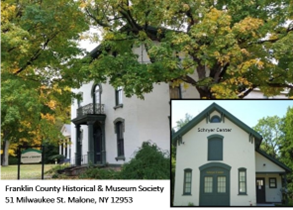 Schryer Center
Franklin County Historical & Museum Society
51 Milwaukee St. Malone, NY 12953